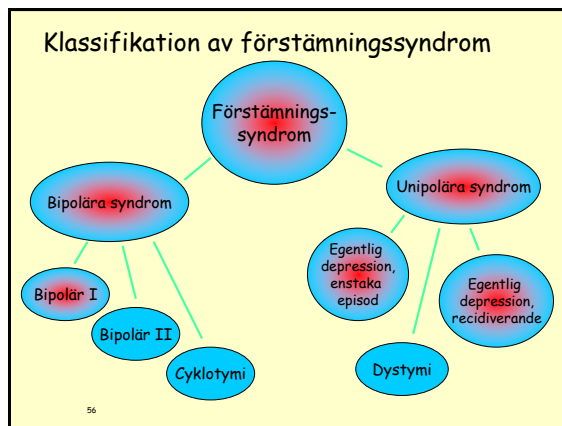 Klassifikation av förstämningssyndrom
Förstämnings-
syndrom
Bipolära syndrom
Unipolära syndrom
Bipolär I
Bipolär II
Cyklotymi
Egentlig
depression,
enstaka
episod
Dystymi
Egentlig
depression,
recidiverande
56